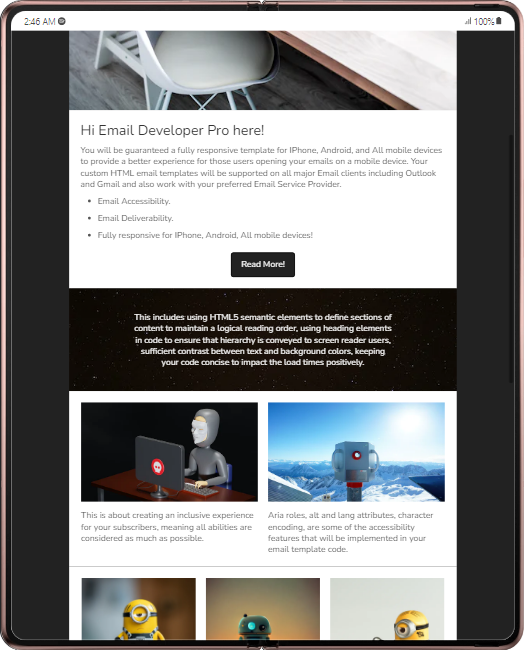 2:46 AM
100%
Hi Email Developer Pro here!
You will be guaranteed a fully responsive template for IPhone, Android, and All mobile devices
to provide a better experience for those users opening your emails on a mobile device. Your
custom HTML email templates will be supported on all major Email clients including Outlook
and Gmail and also work with your preferred Email Service Provider.
• Email Accessibility.
• Email Deliverability.
• Fully responsive for IPhone, Android, All mobile devices!
Read More!
This includes using HTML5 semantic elements to define sections of
content to maintain a logical reading order, using heading elements
in code to ensure that hierarchy is conveyed to screen reader users,
sufficient contrast between text and background colors, keeping
your code concise to impact the load times positively.
This is about creating an inclusive experience
for your subscribers, meaning all abilities are
considered as much as possible.
Aria roles, alt and lang attributes, character
encoding, are some of the accessibility
features that will be implemented in your
email template code.